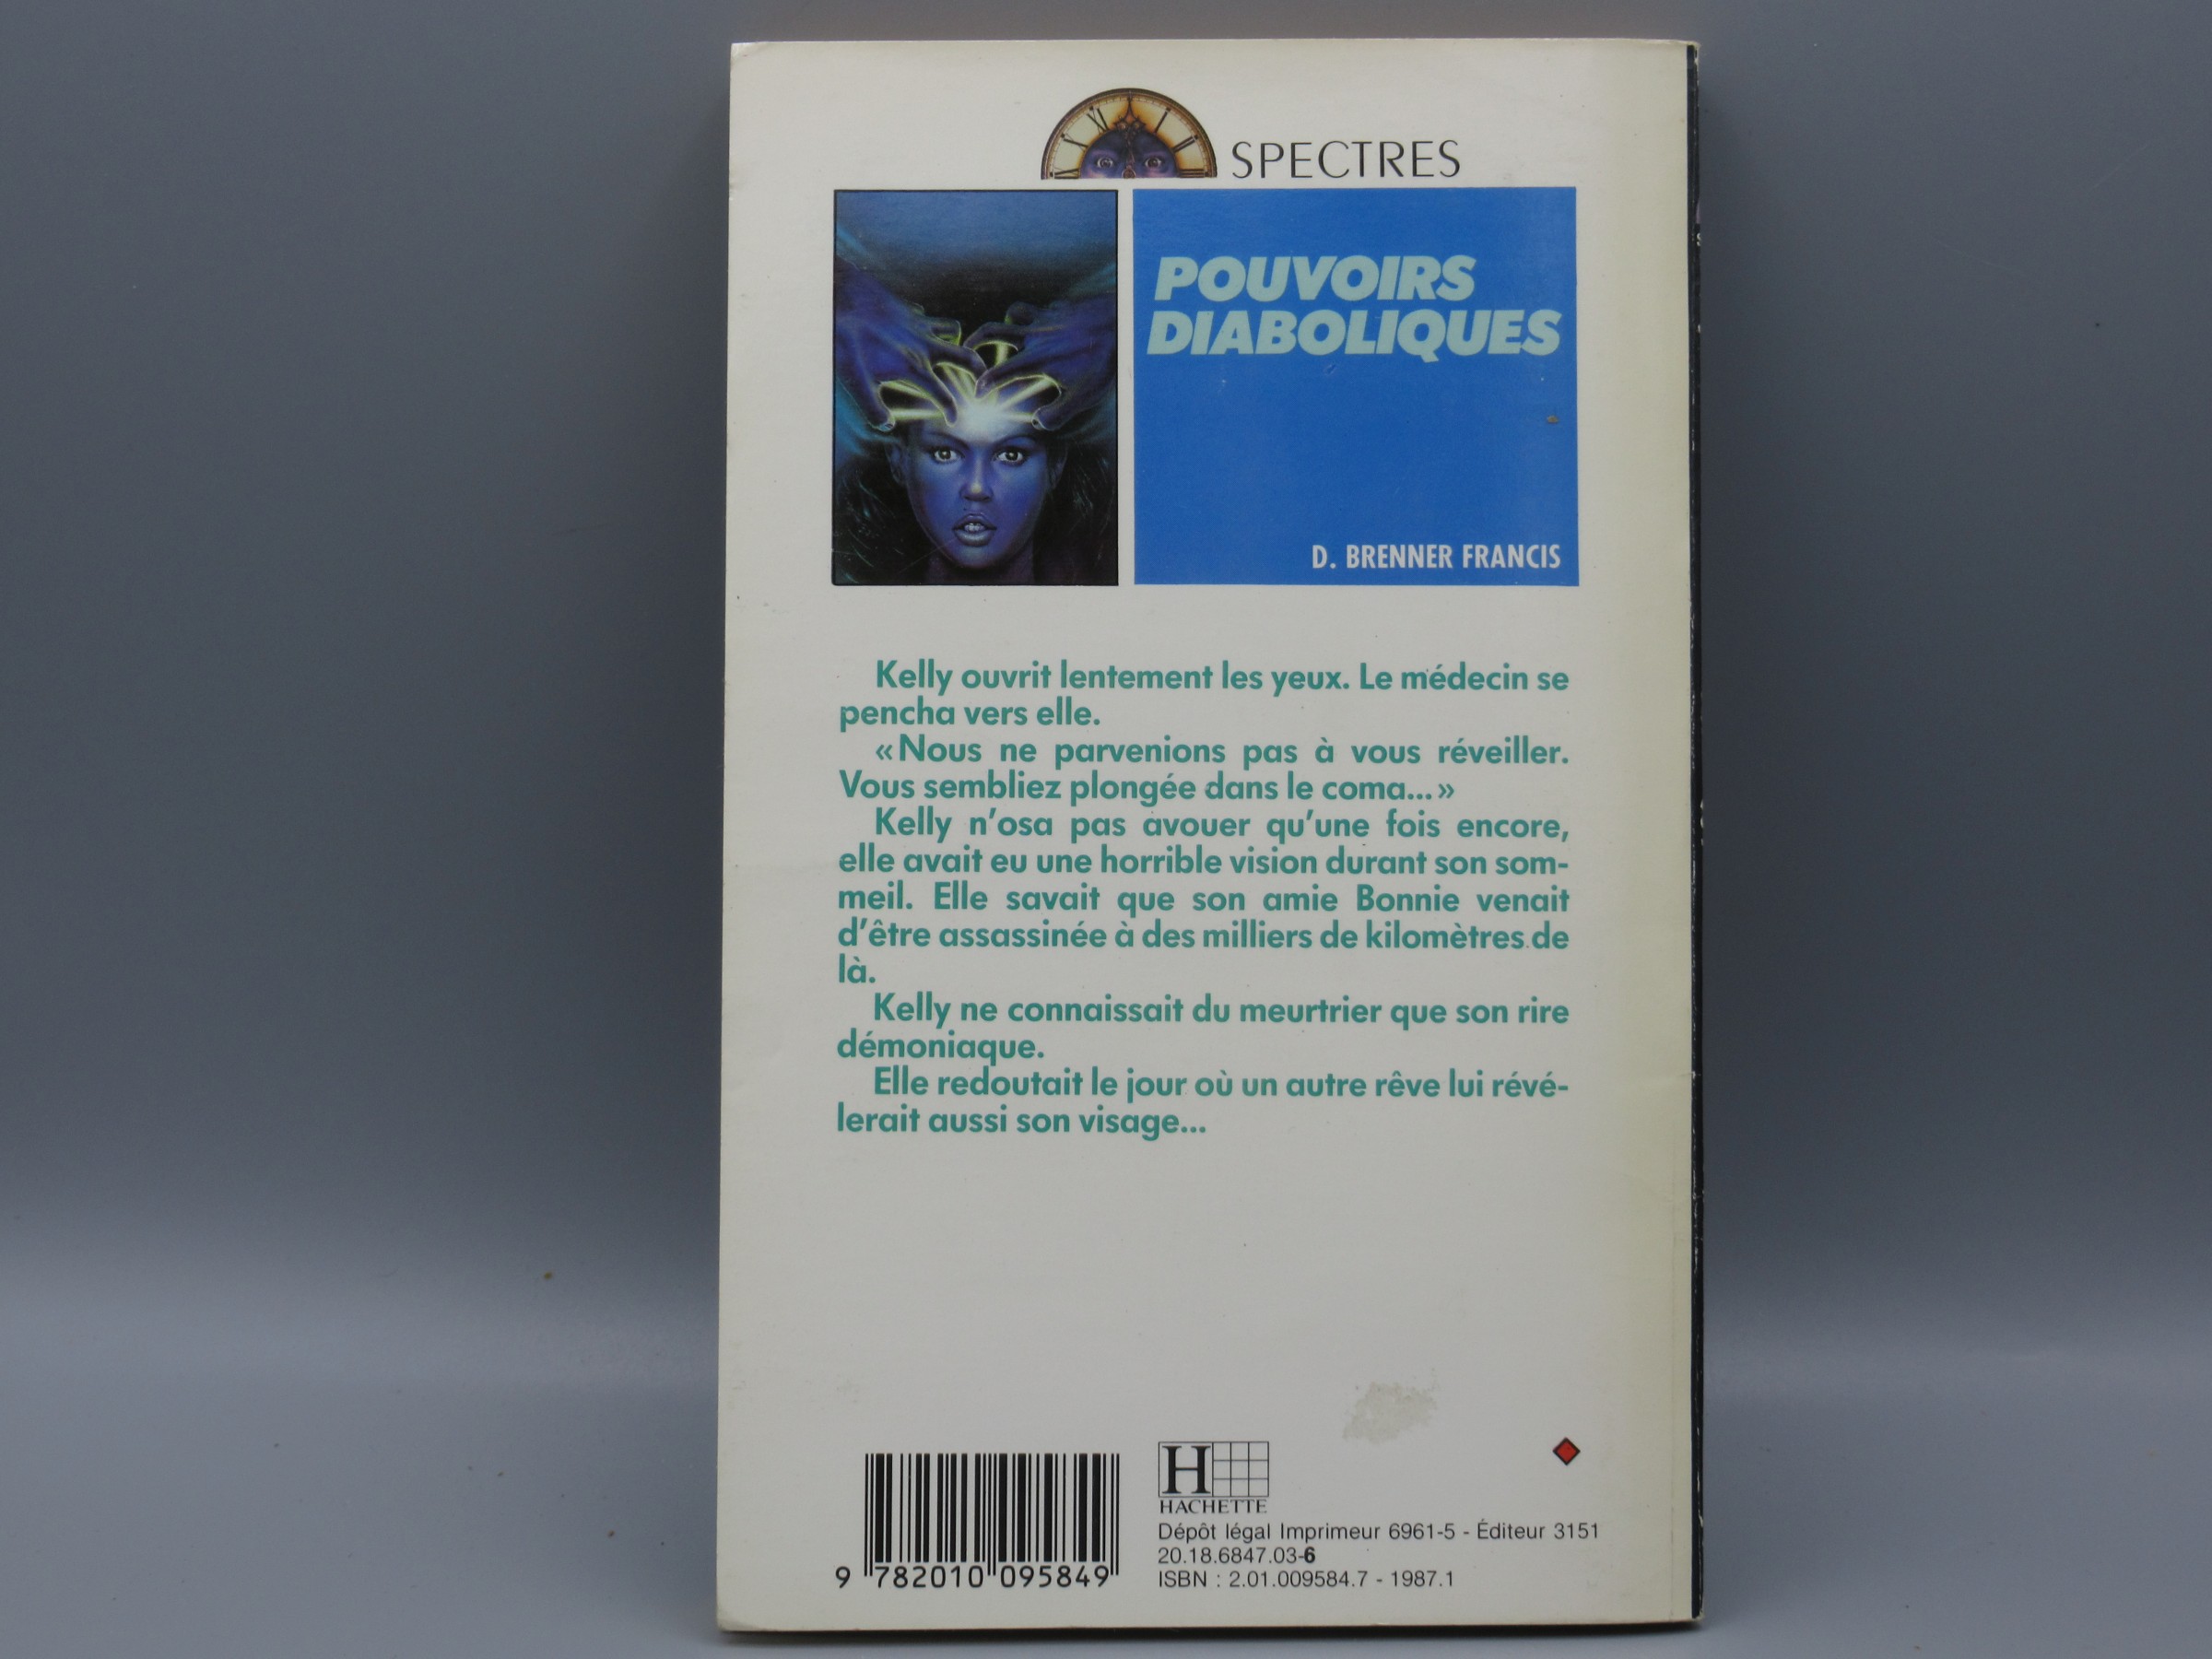 SPECTRES
POUVOIRS
DIABOLIQUES
D. BRENNER FRANCIS
Kelly ouvrit lentement les yeux. Le médecin se
pencha vers elle.
«Nous ne parvenions pas à vous réveiller.
Vous sembliez plongée dans le coma...»
Kelly n'osa pas avouer qu'une fois encore,
elle avait eu une horrible vision durant son som-
meil. Elle savait que son amie Bonnie venait
d'être assassinée à des milliers de kilomètres de
là.
Kelly ne connaissait du meurtrier que son rire
démoniaque.
Elle redoutait le jour où un autre rêve lui révé-
lerait aussi son visage...
H
HACHETTE
Dépôt légal Imprimeur 6961-5 - Éditeur 3151
20.18.6847.03-6
ISBN : 2.01.009584.7 - 1987.1
9 782010 095849